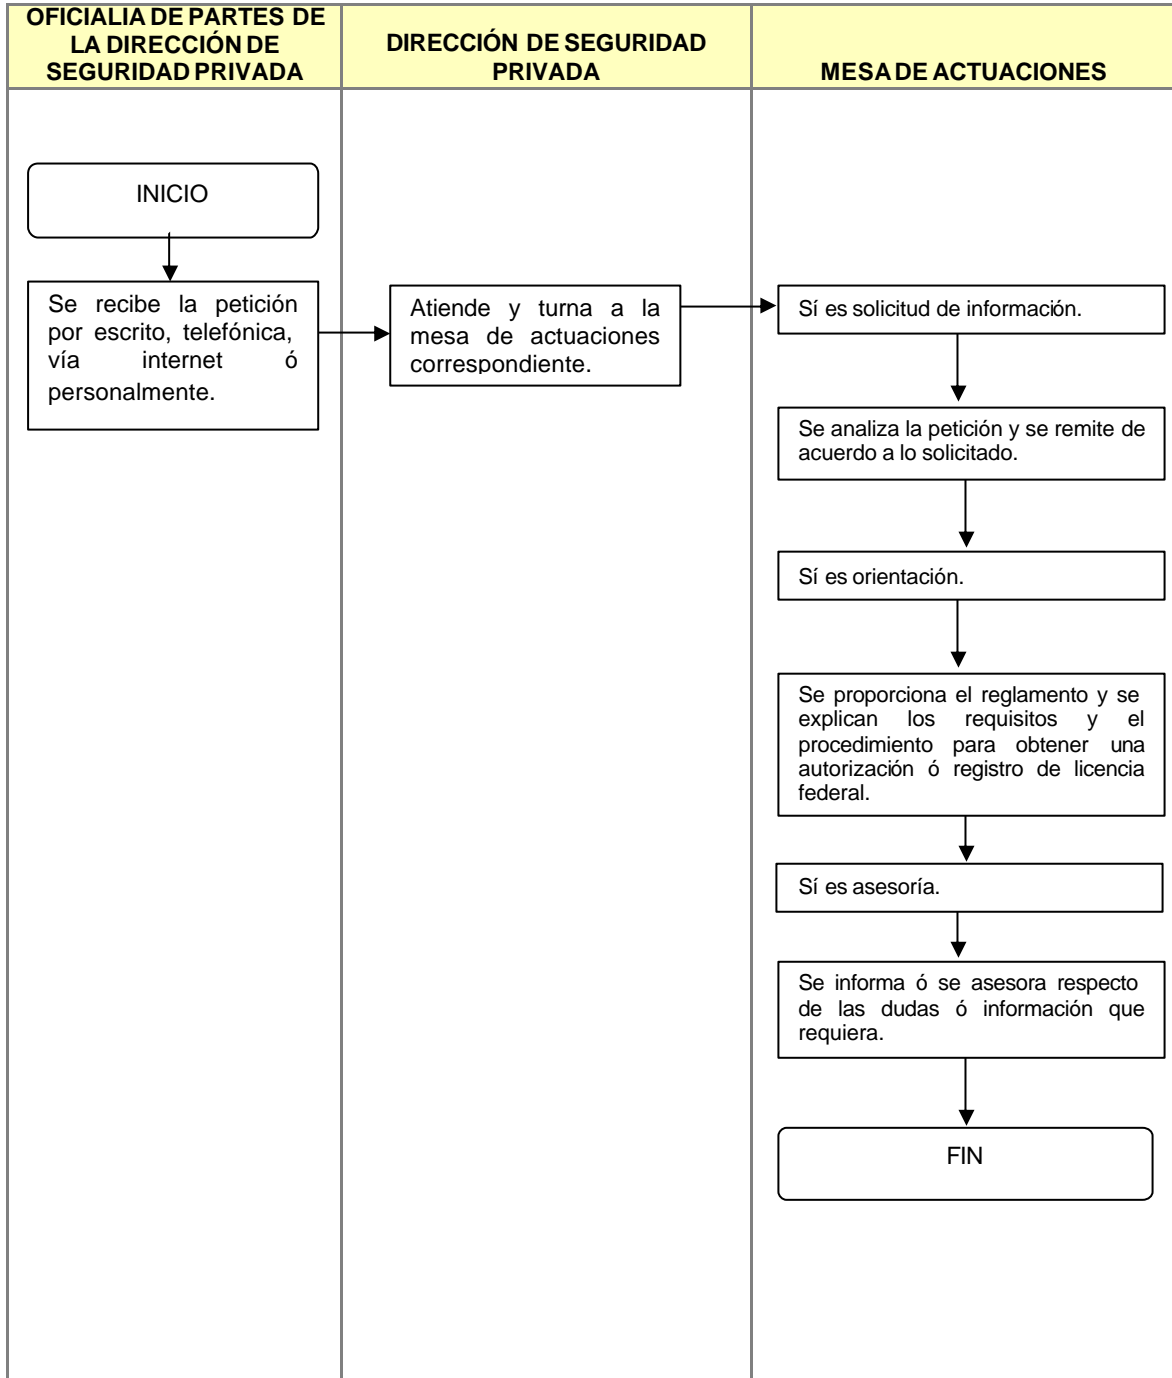 OFICIALIA DE PARTES DE
LA DIRECCIÓN DE
SEGURIDAD PRIVADA
DIRECCIÓN DE SEGURIDAD
PRIVADA
MESA DE ACTUACIONES
INICIO
Se recibe la petición
por escrito, telefónica,
vía internet ó
personalmente.
Atiende y turna a la
mesa de actuaciones
correspondiente.
Sí es solicitud de información.
Se analiza la petición y se remite de
acuerdo a lo solicitado.
Sí es orientación.
Se proporciona el reglamento y se
explican los requisitos y el
procedimiento para obtener una
autorización ó registro de licencia
federal.
Sí es asesoría.
Se informa ó se asesora respecto
de las dudas ó información que
requiera.
FIN